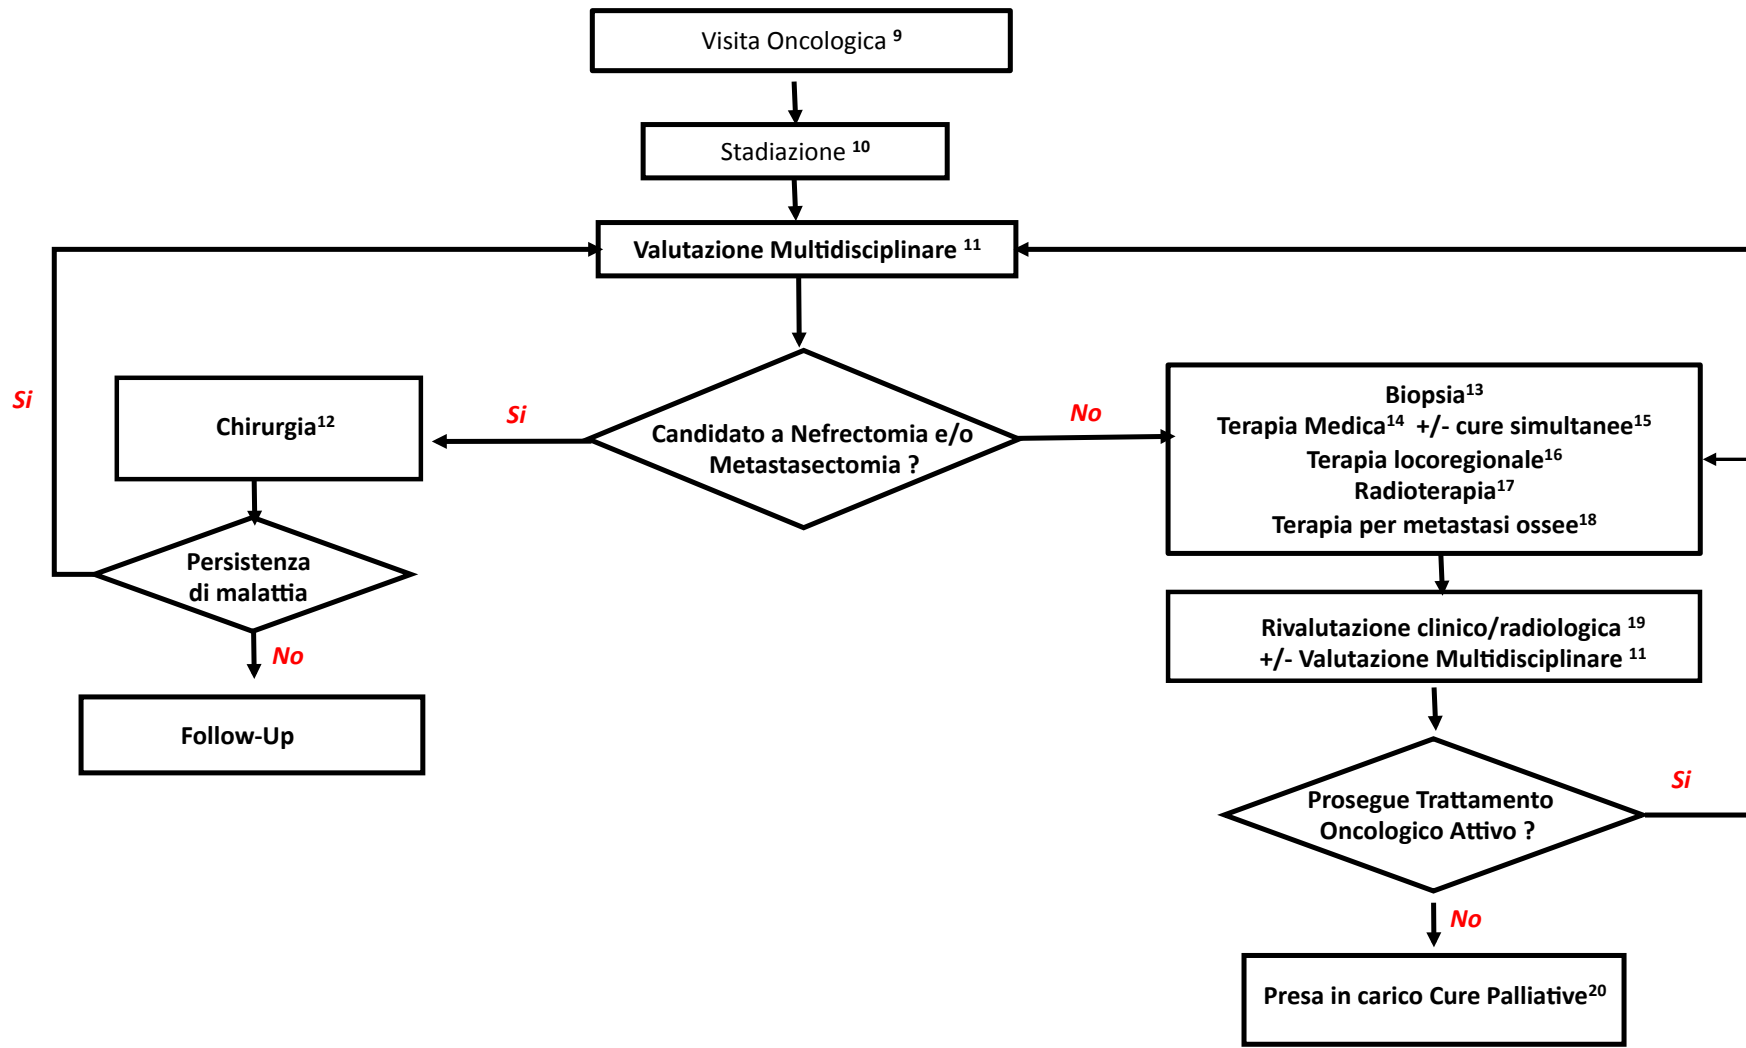 Visita Oncologica ⁹
Stadiazione ¹⁰
Valutazione Multidisciplinare ¹¹
Si
Chirurgia¹²
Si
Candidato a Nefrectomia e/o
Metastasectomia ?
No
Biopsia¹³
Terapia Medica¹⁴ +/- cure simultanee¹⁵
Terapia locoregionale¹⁶
Radioterapia¹⁷
Terapia per metastasi ossee¹⁸
Persistenza
di malattia
No
Follow-Up
Rivalutazione clinico/radiologica ¹⁹
+/- Valutazione Multidisciplinare ¹¹
Prosegue Trattamento
Oncologico Attivo ?
Si
No
Presa in carico Cure Palliative²⁰